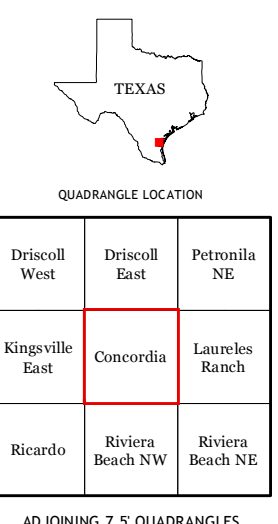 TEXAS
QUADRANGLE LOCATION
Driscoll
West
Driscoll
East
Petronila
NE
Kingsville
East
Concordia
Laureles
Ranch
Ricardo
Riviera
Beach NW
Riviera
Beach NE
ADJOINING 7.5' QUADRANGLES